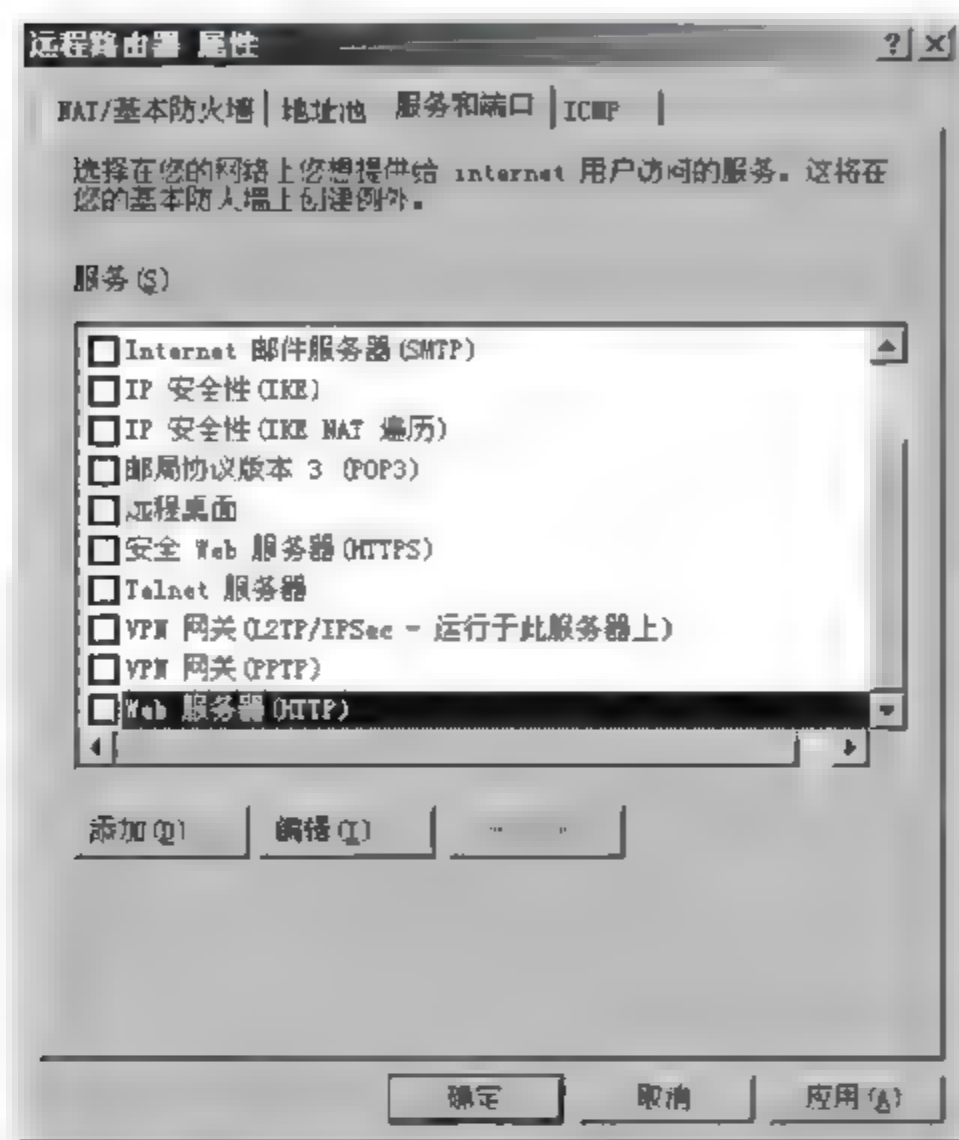 远程路由器 属性
NAT/基本防火墙 地址池 服务和端口 ICMP
选择在您的网络上您想提供给 internet 用户访问的服务。这将在
您的基本防火墙上创建例外。
服务(S)
Internet 邮件服务器(SMTP)
IP 安全性(IKE)
IP 安全性(IKE NAT 遍历)
邮局协议版本 3 (POP3)
远程桌面
安全 Web 服务器(HTTPS)
Telnet 服务器
VPN 网关(L2TP/IPSec - 运行于此服务器上)
VPN 网关(PPTP)
Web 服务器(HTTP)
添加(D) 编辑(I)
确定 取消 应用(A)